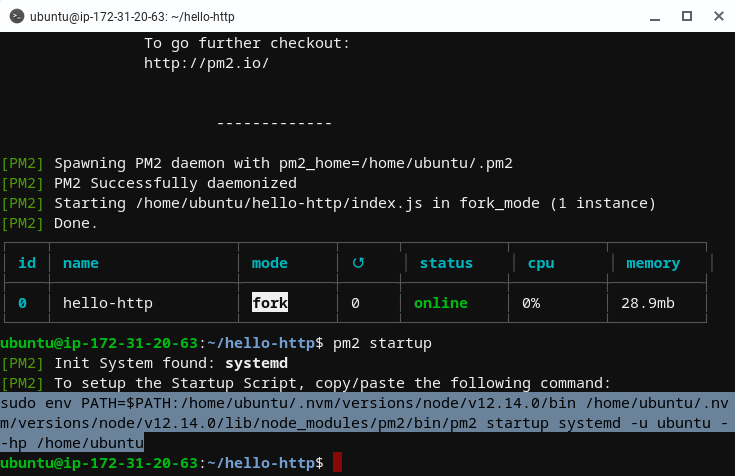 ubuntu@ip-172-31-20-63: ~/hello-http
To go further checkout:
http://pm2.io/
-------------
[PM2] Spawning PM2 daemon with pm2_home=/home/ubuntu/.pm2
[PM2] PM2 Successfully daemonized
[PM2] Starting /home/ubuntu/hello-http/index.js in fork_mode (1 instance)
[PM2] Done.
id name mode ↺ status cpu memory
0 hello-http fork 0 online 0% 28.9mb
ubuntu@ip-172-31-20-63:~/hello-http$ pm2 startup
[PM2] Init System found: systemd
[PM2] To setup the Startup Script, copy/paste the following command:
sudo env PATH=$PATH:/home/ubuntu/.nvm/versions/node/v12.14.0/bin /home/ubuntu/.nv
m/versions/node/v12.14.0/lib/node_modules/pm2/bin/pm2 startup systemd -u ubuntu -
-hp /home/ubuntu
ubuntu@ip-172-31-20-63:~/hello-http$